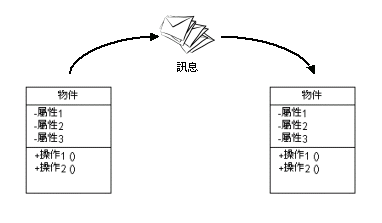 訊息
物件
-屬性1
-屬性2
-屬性3
+操作1 ()
+操作2 ()
物件
-屬性1
-屬性2
-屬性3
+操作1 ()
+操作2 ()